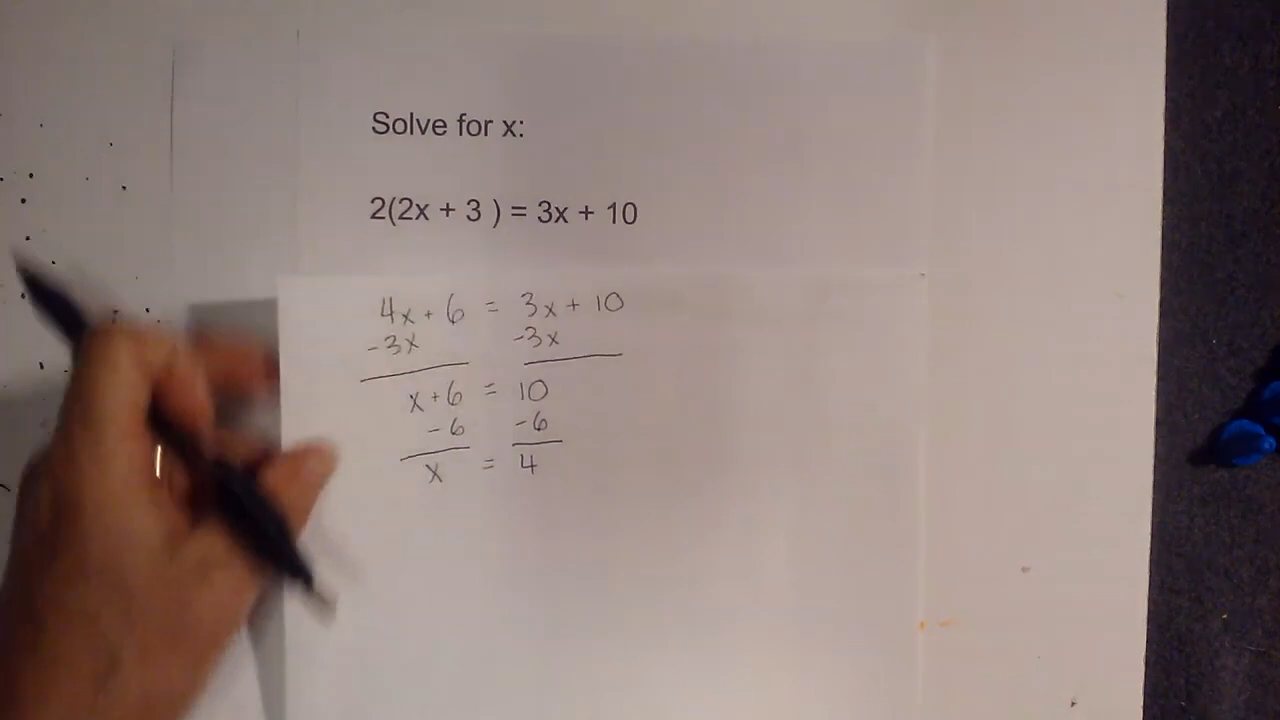 Solve for x:
2(2x + 3 ) = 3x + 10
4x + 6 = 3x + 10
-3x -3x
x + 6 = 10
- 6 - 6
x = 4